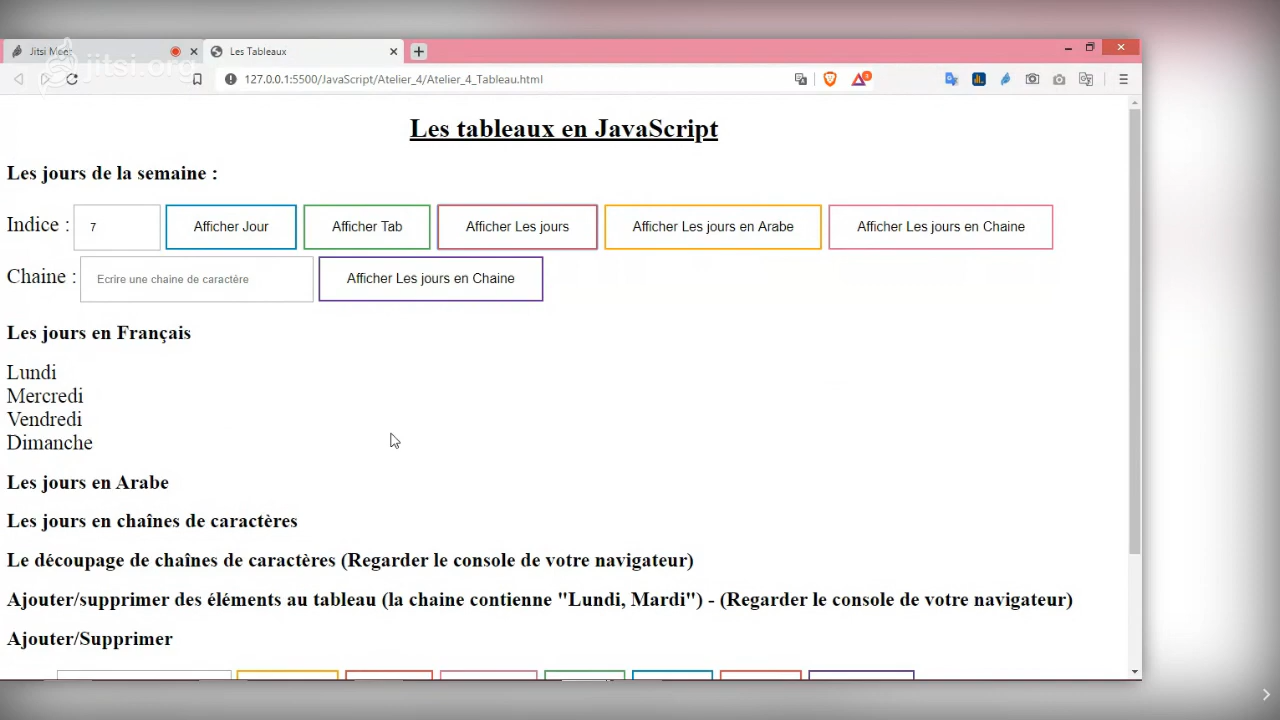 Jitsi Meet
Les Tableaux
jitsi.org
127.0.0.1:5500/JavaScript/Atelier_4/Atelier_4_Tableau.html
Les tableaux en JavaScript
Les jours de la semaine :
Indice : 7 Afficher Jour Afficher Tab Afficher Les jours Afficher Les jours en Arabe Afficher Les jours en Chaine
Chaine : Ecrire une chaine de caractère Afficher Les jours en Chaine
Les jours en Français
Lundi
Mercredi
Vendredi
Dimanche
Les jours en Arabe
Les jours en chaînes de caractères
Le découpage de chaînes de caractères (Regarder le console de votre navigateur)
Ajouter/supprimer des éléments au tableau (la chaine contienne "Lundi, Mardi") - (Regarder le console de votre navigateur)
Ajouter/Supprimer